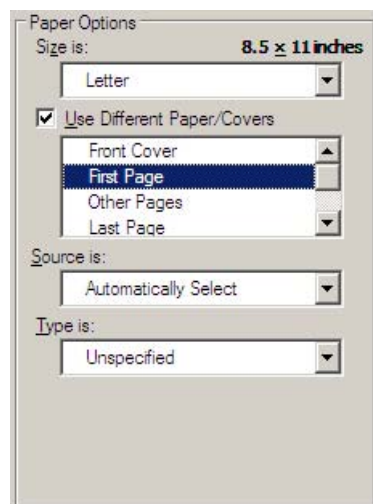 Paper Options
Size is: 8.5 x 11 inches
Letter
Use Different Paper/Covers
Front Cover
First Page
Other Pages
Last Page
Source is:
Automatically Select
Type is:
Unspecified